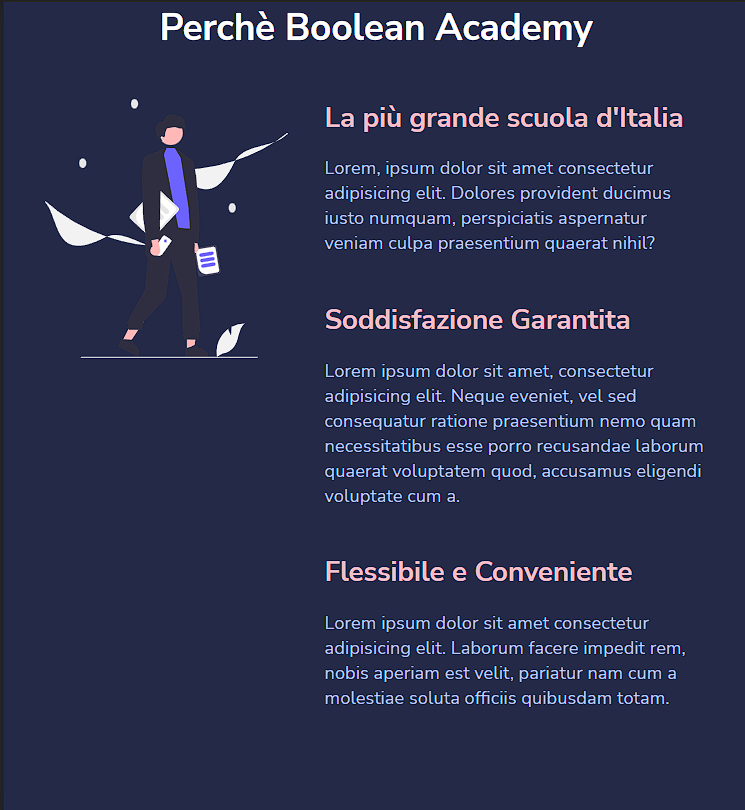 Perchè Boolean Academy
La più grande scuola d'Italia
Lorem, ipsum dolor sit amet consectetur
adipisicing elit. Dolores provident ducimus
iusto numquam, perspiciatis aspernatur
veniam culpa praesentium quaerat nihil?
Soddisfazione Garantita
Lorem ipsum dolor sit amet, consectetur
adipisicing elit. Neque eveniet, vel sed
consequatur ratione praesentium nemo quam
necessitatibus esse porro recusandae laborum
quaerat voluptatem quod, accusamus eligendi
voluptate cum a.
Flessibile e Conveniente
Lorem ipsum dolor sit amet consectetur
adipisicing elit. Laborum facere impedit rem,
nobis aperiam est velit, pariatur nam cum a
molestiae soluta officiis quibusdam totam.